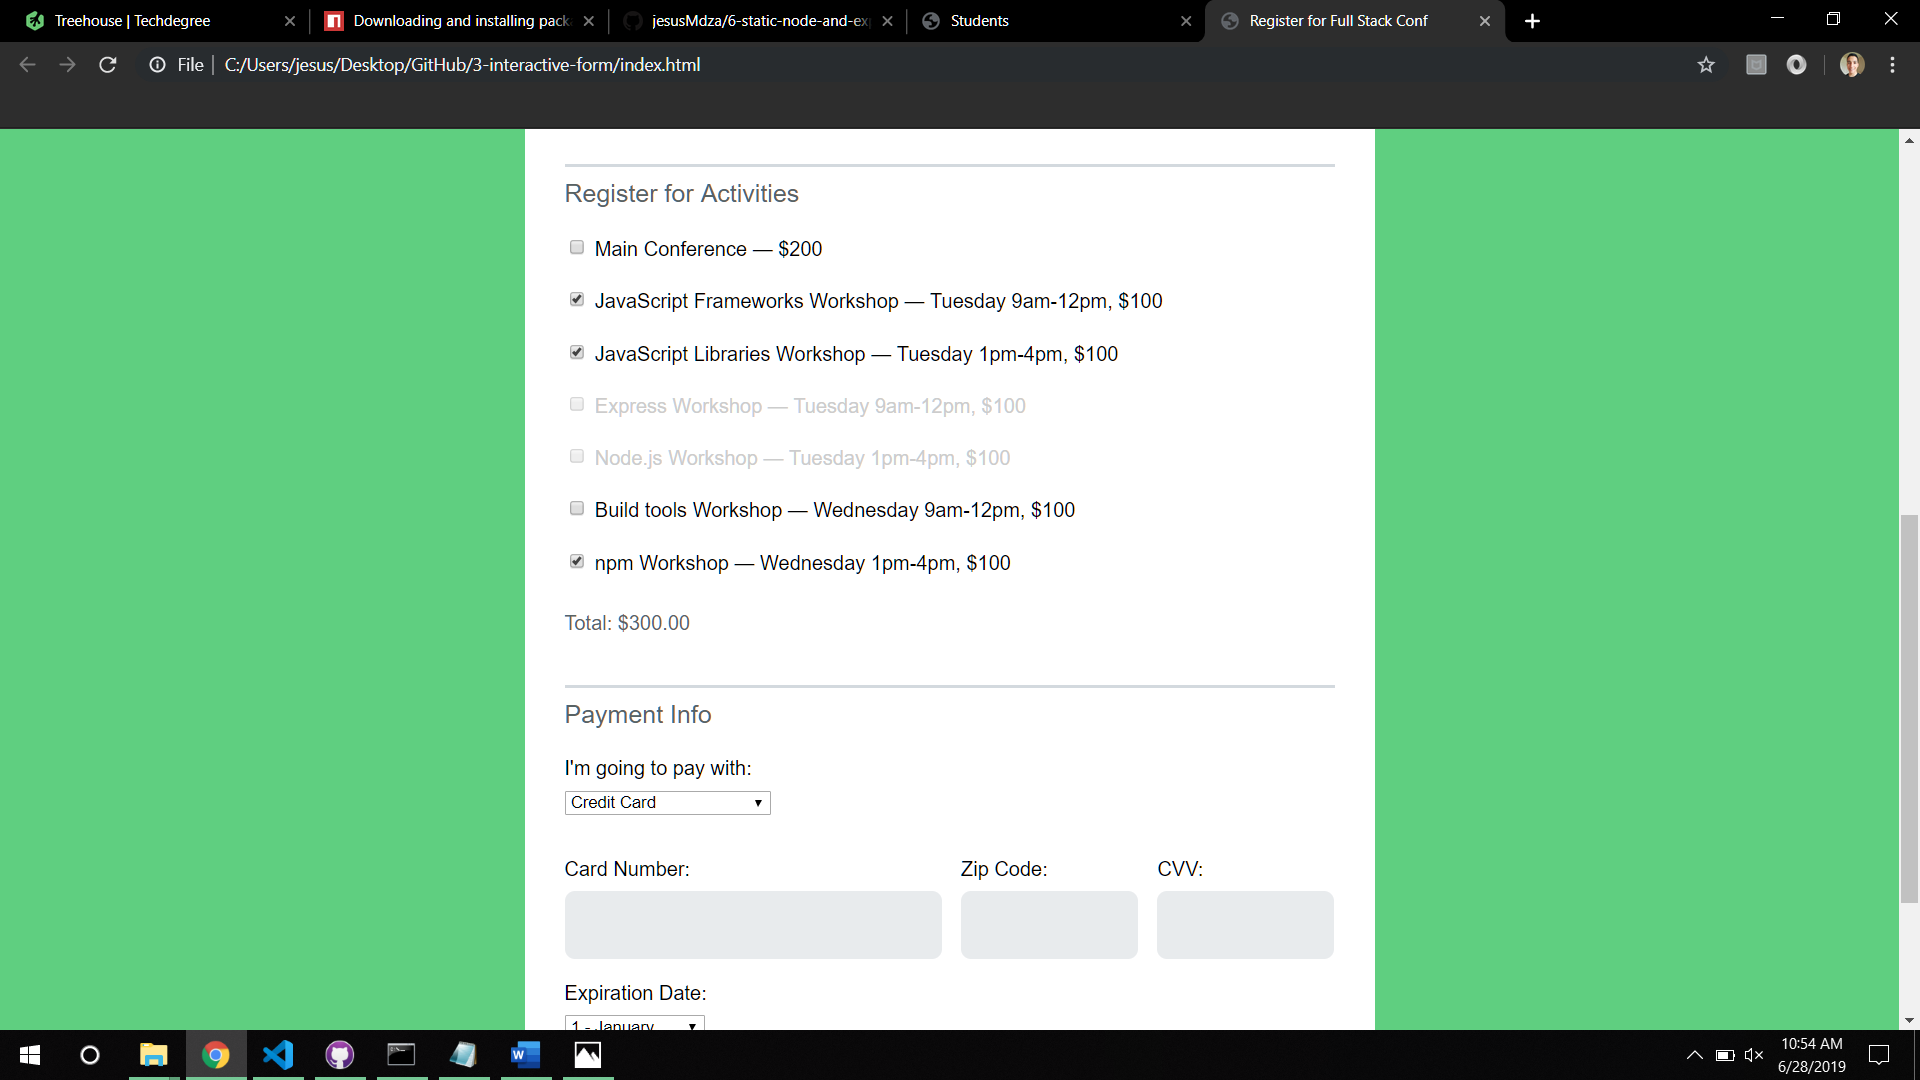 Treehouse | Techdegree
Downloading and installing pack
jesusMdza/6-static-node-and-exp
Students
Register for Full Stack Conf
File
C:/Users/jesus/Desktop/GitHub/3-interactive-form/index.html
Register for Activities
Main Conference — $200
JavaScript Frameworks Workshop — Tuesday 9am-12pm, $100
JavaScript Libraries Workshop — Tuesday 1pm-4pm, $100
Express Workshop — Tuesday 9am-12pm, $100
Node.js Workshop — Tuesday 1pm-4pm, $100
Build tools Workshop — Wednesday 9am-12pm, $100
npm Workshop — Wednesday 1pm-4pm, $100
Total: $300.00
Payment Info
I'm going to pay with:
Credit Card
Card Number:
Zip Code:
CVV:
Expiration Date:
1 - January
10:54 AM
6/28/2019